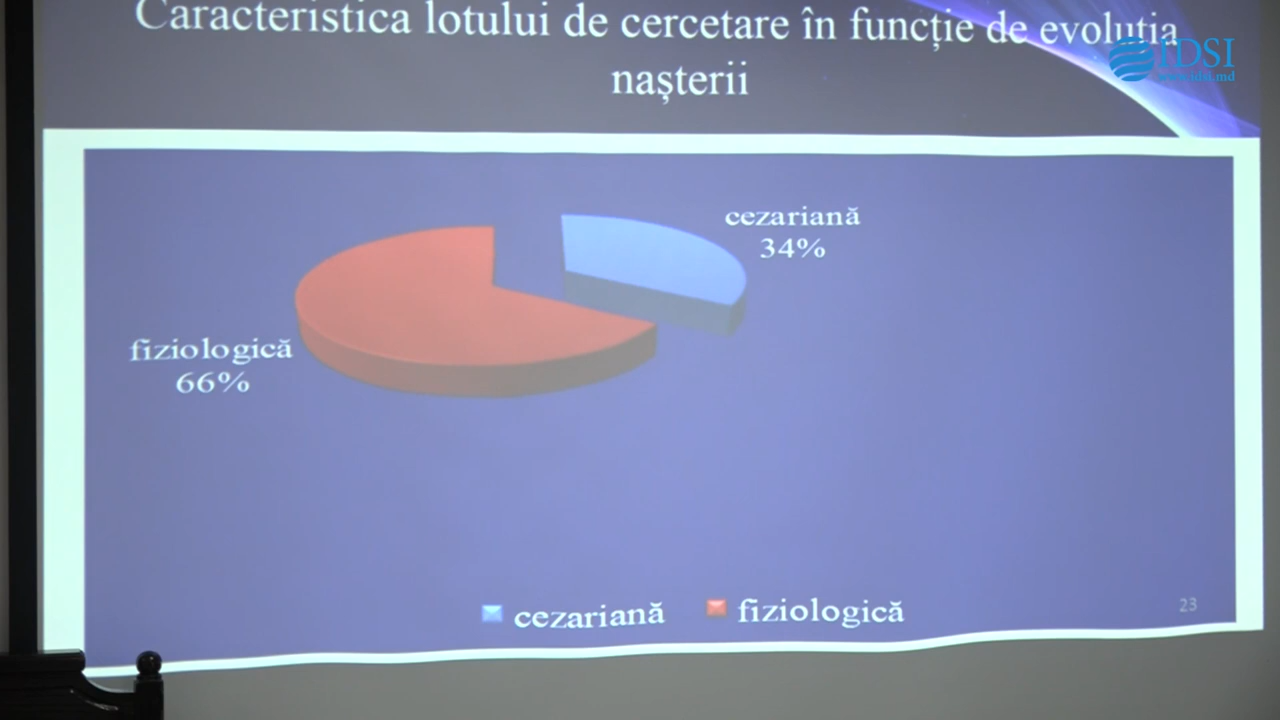 Caracteristica lotului de cercetare în funcție de evoluția
nașterii
IDSI
www.idsi.md
cezariană
34%
fiziologică
66%
cezariană
fiziologică
23